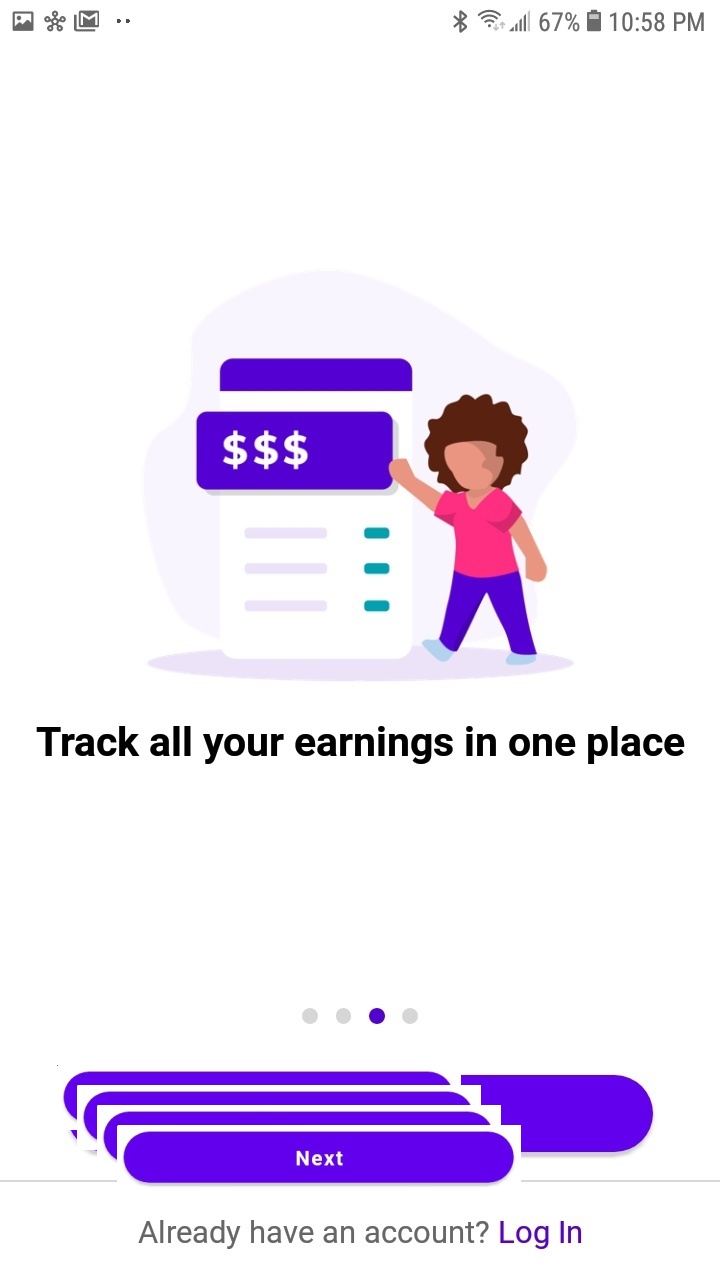 67% 10:58 PM
$$$
Track all your earnings in one place
Next
Already have an account? Log In